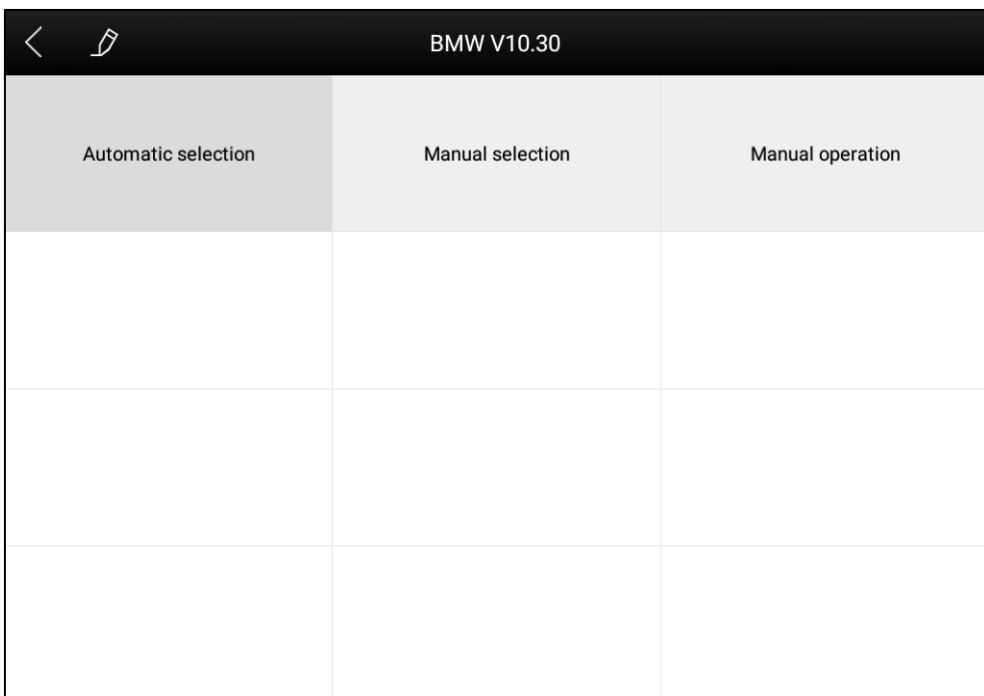 BMW V10.30
Automatic selection
Manual selection
Manual operation